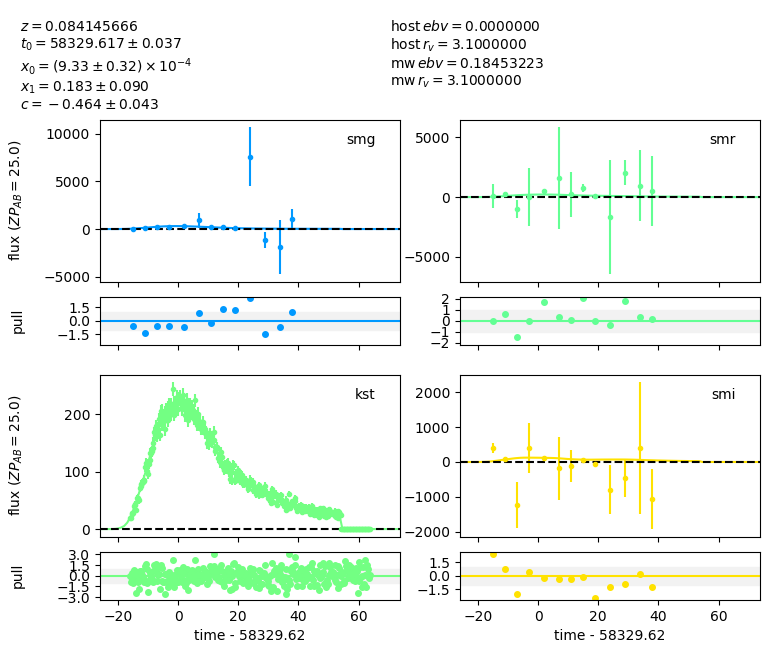 z = 0.084145666
t₀ = 58329.617 ± 0.037
x₀ = (9.33 ± 0.32) × 10⁻⁴
x₁ = 0.183 ± 0.090
c = −0.464 ± 0.043
host ebv = 0.0000000
host r_v = 3.1000000
mw ebv = 0.18453223
mw r_v = 3.1000000
smg
10000
5000
0
−5000
flux (ZP_AB = 25.0)
smr
5000
0
−5000
1.5
0.0
−1.5
pull
2
1
0
−1
−2
kst
200
100
0
flux (ZP_AB = 25.0)
smi
2000
1000
0
−1000
−2000
3.0
1.5
0.0
−1.5
−3.0
pull
−20 0 20 40 60
time - 58329.62
1.5
0.0
−1.5
−20 0 20 40 60
time - 58329.62